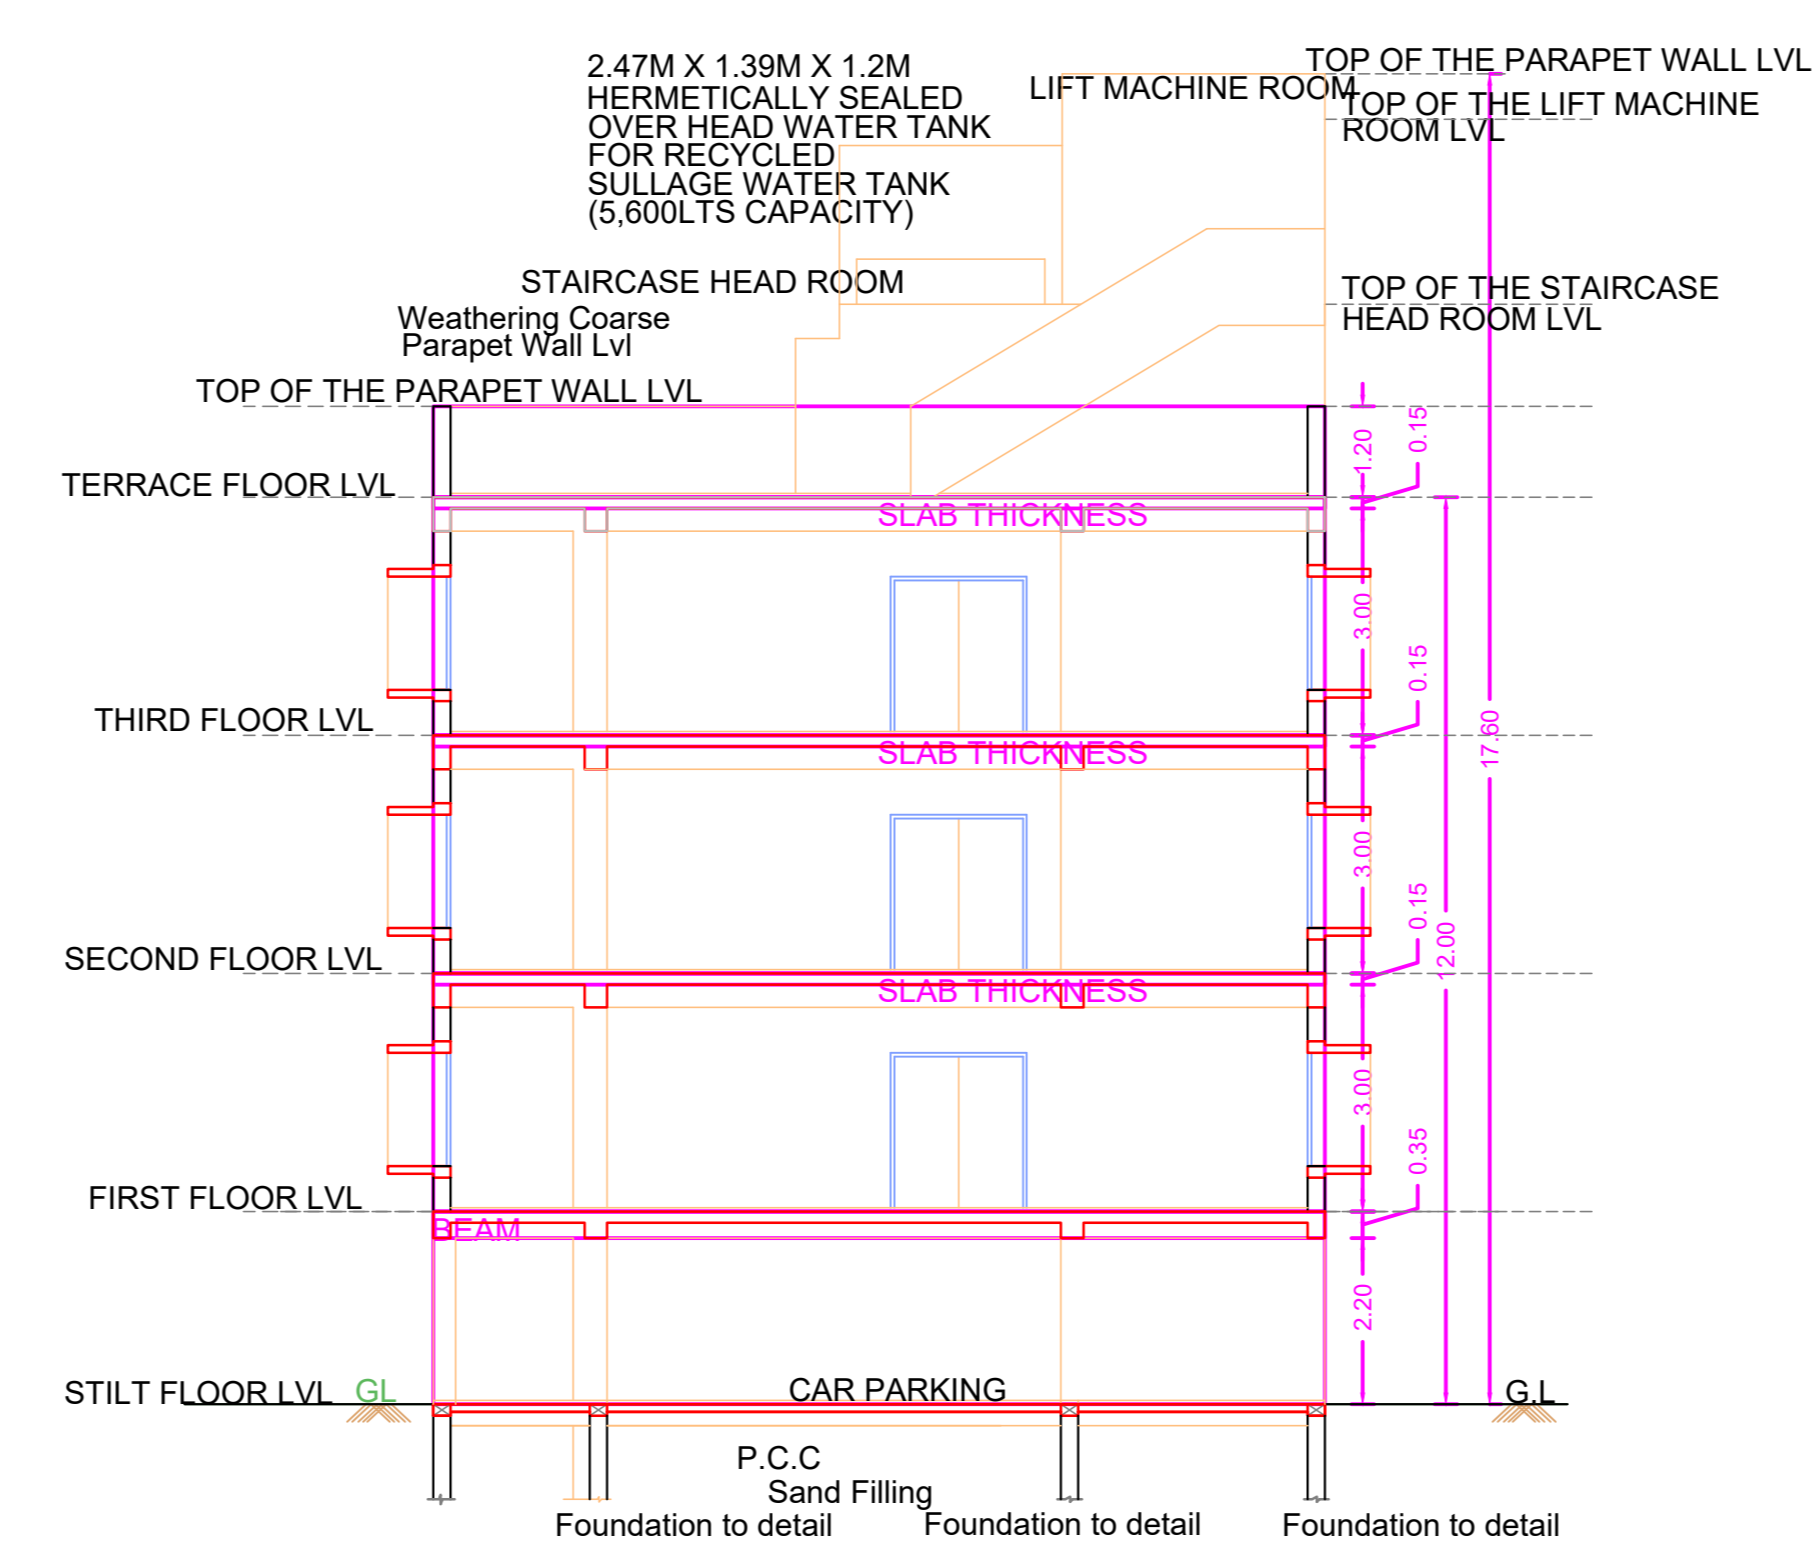 TOP OF THE PARAPET WALL LVL
2.47M X 1.39M X 1.2M
HERMETICALLY SEALED
OVER HEAD WATER TANK
FOR RECYCLED
SULLAGE WATER TANK
(5,600LTS CAPACITY)
LIFT MACHINE ROOM
TOP OF THE LIFT MACHINE
ROOM LVL
STAIRCASE HEAD ROOM
TOP OF THE STAIRCASE
HEAD ROOM LVL
Weathering Coarse
Parapet Wall Lvl
TOP OF THE PARAPET WALL LVL
1.20
0.15
TERRACE FLOOR LVL
SLAB THICKNESS
3.00
0.15
THIRD FLOOR LVL
17.60
SLAB THICKNESS
3.00
0.15
12.00
SECOND FLOOR LVL
SLAB THICKNESS
3.00
0.35
FIRST FLOOR LVL
BEAM
2.20
STILT FLOOR LVL
GL
CAR PARKING
G.L
P.C.C
Sand Filling
Foundation to detail
Foundation to detail
Foundation to detail